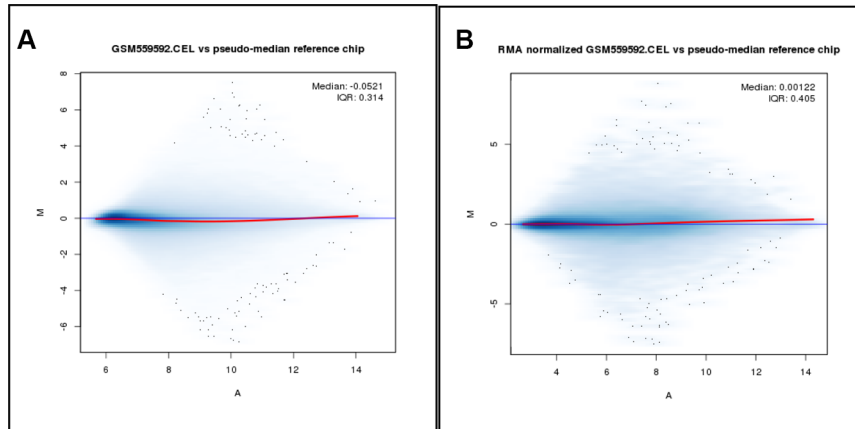 A
GSM559592.CEL vs pseudo-median reference chip
Median: -0.0521
IQR: 0.314
8
6
4
2
0
-2
-4
-6
M
6 8 10 12 14
A
B
RMA normalized GSM559592.CEL vs pseudo-median reference chip
Median: 0.00122
IQR: 0.405
5
0
-5
M
4 6 8 10 12 14
A